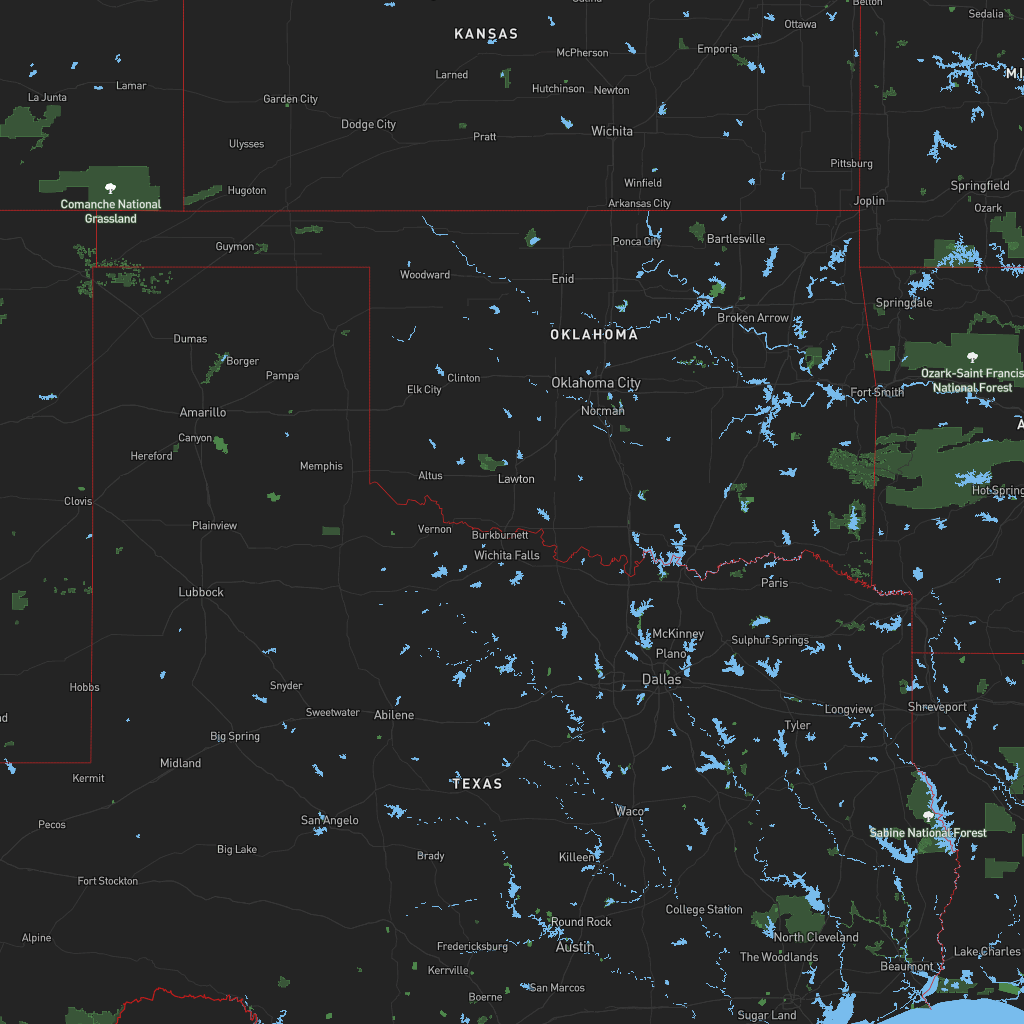 Belton
Sedalia
Ottawa
KANSAS
McPherson
Emporia
Larned
La Junta
Lamar
Hutchinson
Newton
Garden City
Dodge City
Pratt
Wichita
Ulysses
Pittsburg
Winfield
Springfield
Hugoton
Comanche National
Grassland
Arkansas City
Joplin
Ozark
Guymon
Ponca City
Bartlesville
Woodward
Enid
Springdale
Broken Arrow
OKLAHOMA
Dumas
Borger
Pampa
Clinton
Elk City
Oklahoma City
Ozark-Saint Francis
National Forest
Fort Smith
Amarillo
Norman
Canyon
Hereford
Memphis
Altus
Lawton
Hot Spring
Clovis
Plainview
Vernon
Burkburnett
Wichita Falls
Paris
Lubbock
McKinney
Plano
Sulphur Springs
Dallas
Hobbs
Snyder
Sweetwater
Abilene
Longview
Shreveport
Tyler
Big Spring
Midland
Kermit
TEXAS
Pecos
San Angelo
Waco
Sabine National Forest
Big Lake
Brady
Killeen
Fort Stockton
College Station
Round Rock
Alpine
Fredericksburg
Austin
North Cleveland
The Woodlands
Lake Charles
Beaumont
Kerrville
Boerne
San Marcos
Sugar Land